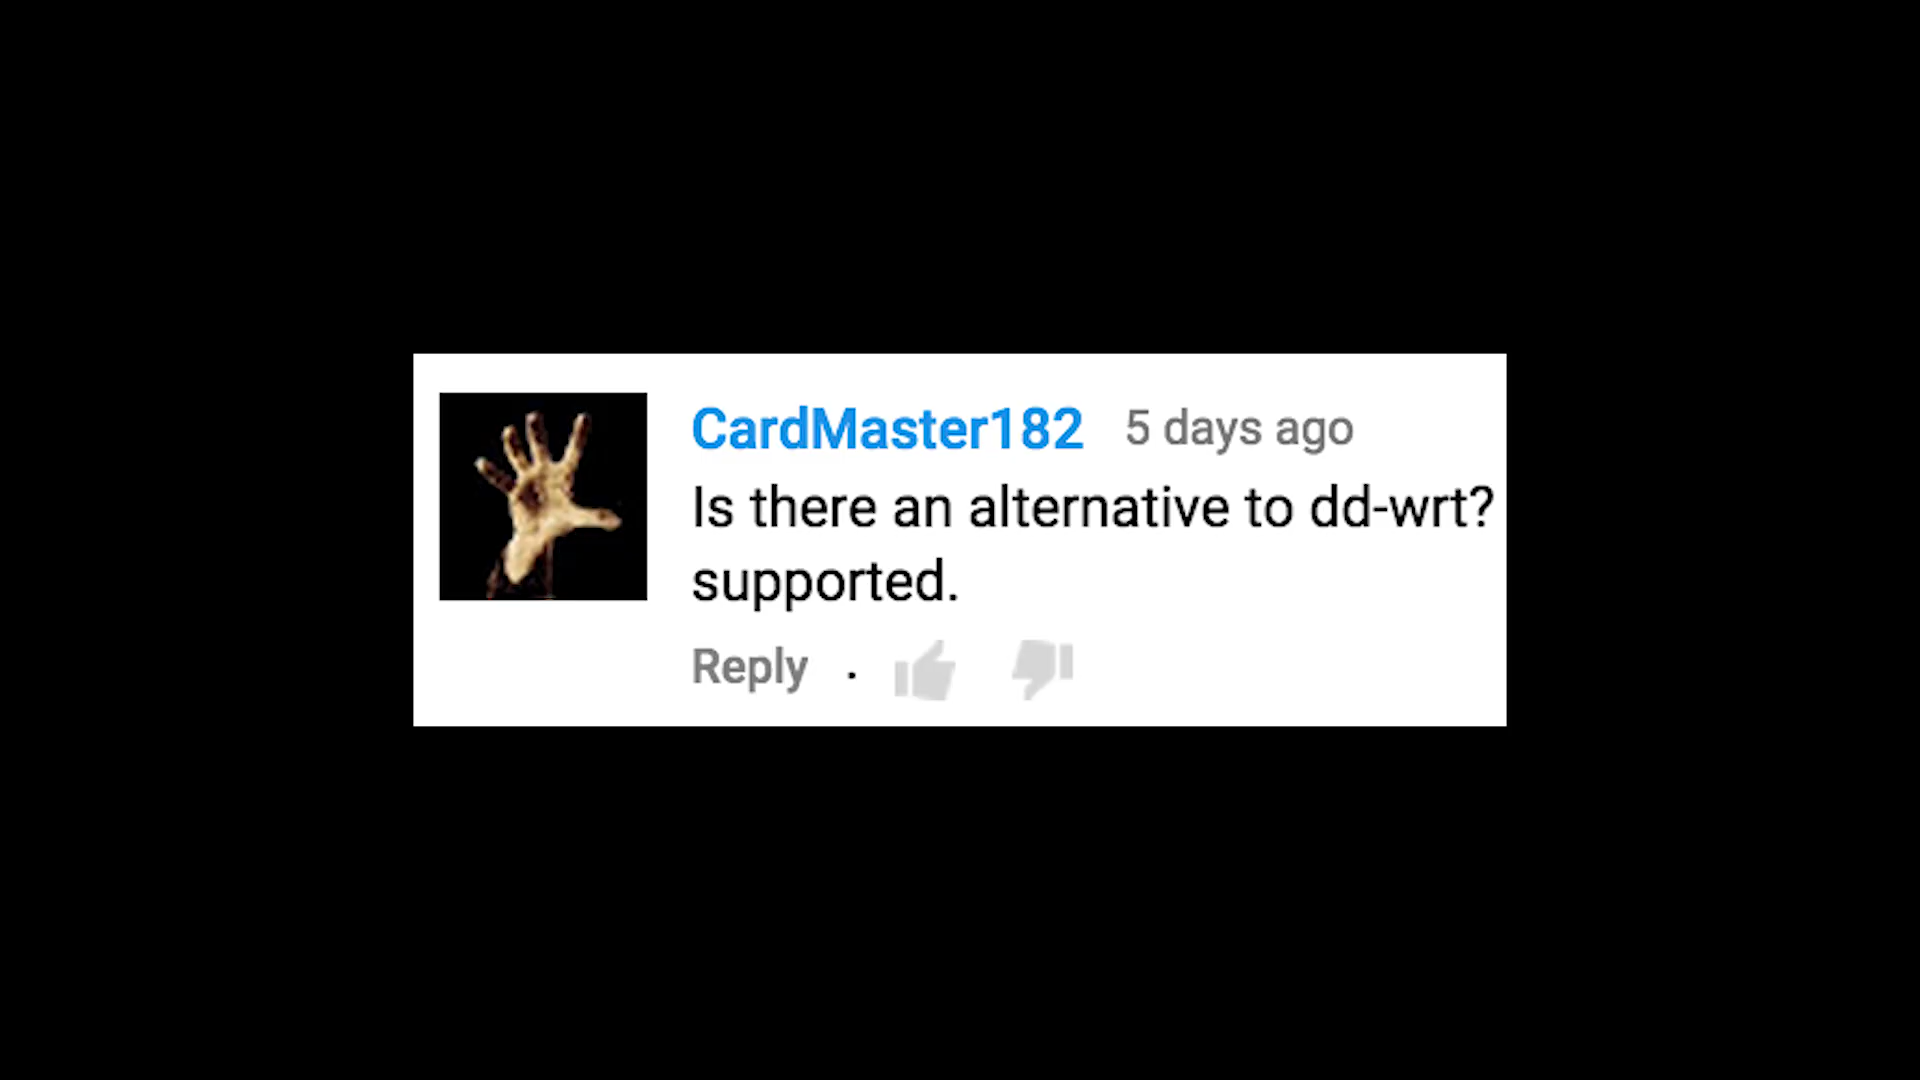 CardMaster182 5 days ago
Is there an alternative to dd-wrt?
supported.
Reply .